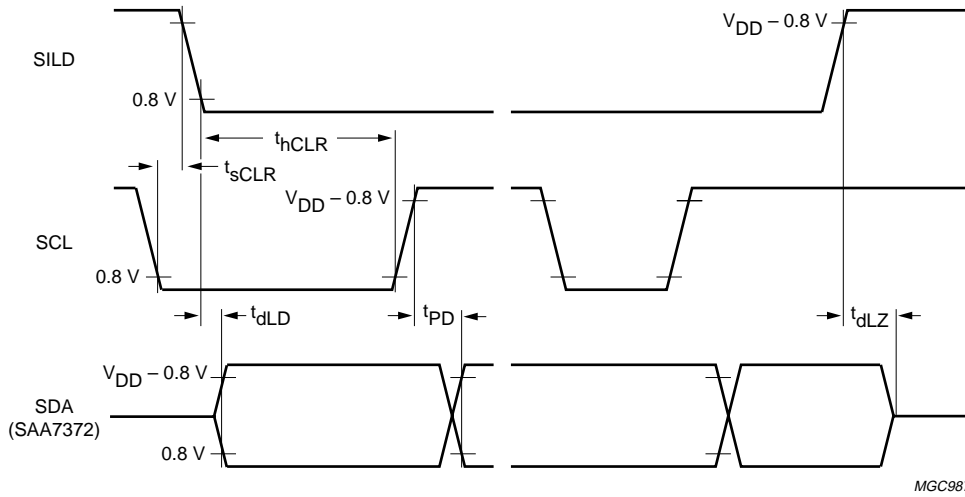 V_DD – 0.8 V
SILD
0.8 V
t_hCLR
t_sCLR
V_DD – 0.8 V
SCL
0.8 V
t_dLD
t_PD
t_dLZ
V_DD – 0.8 V
SDA
(SAA7372)
0.8 V